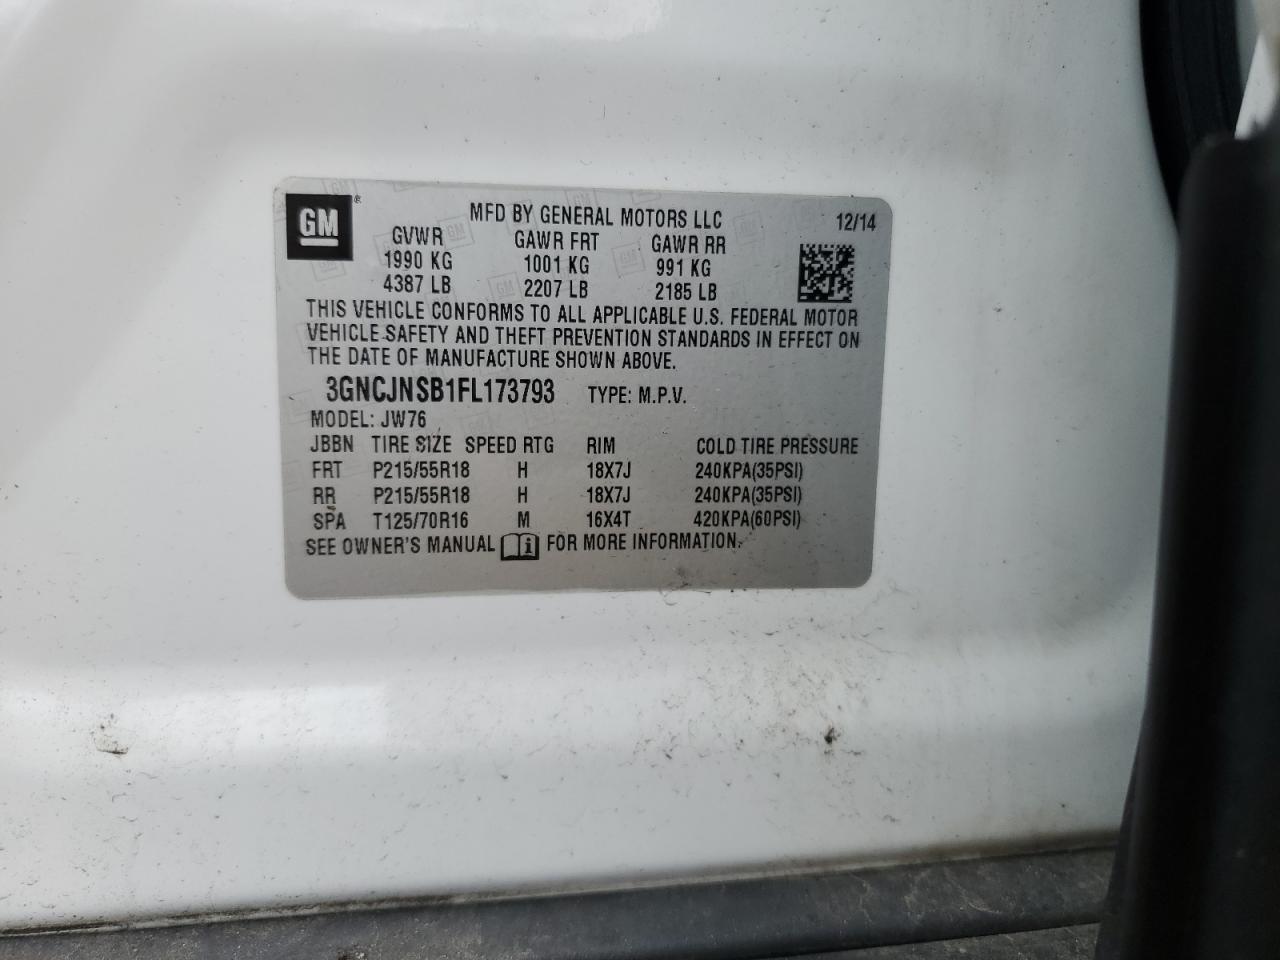 GM ® MFD BY GENERAL MOTORS LLC 12/14
GVWR GAWR FRT GAWR RR
1990 KG 1001 KG 991 KG
4387 LB 2207 LB 2185 LB
THIS VEHICLE CONFORMS TO ALL APPLICABLE U.S. FEDERAL MOTOR
VEHICLE SAFETY AND THEFT PREVENTION STANDARDS IN EFFECT ON
THE DATE OF MANUFACTURE SHOWN ABOVE.
3GNCJNSB1FL173793 TYPE: M.P.V.
MODEL: JW76
JBBN TIRE SIZE SPEED RTG RIM COLD TIRE PRESSURE
FRT P215/55R18 H 18X7J 240KPA(35PSI)
RR P215/55R18 H 18X7J 240KPA(35PSI)
SPA T125/70R16 M 16X4T 420KPA(60PSI)
SEE OWNER'S MANUAL i FOR MORE INFORMATION.